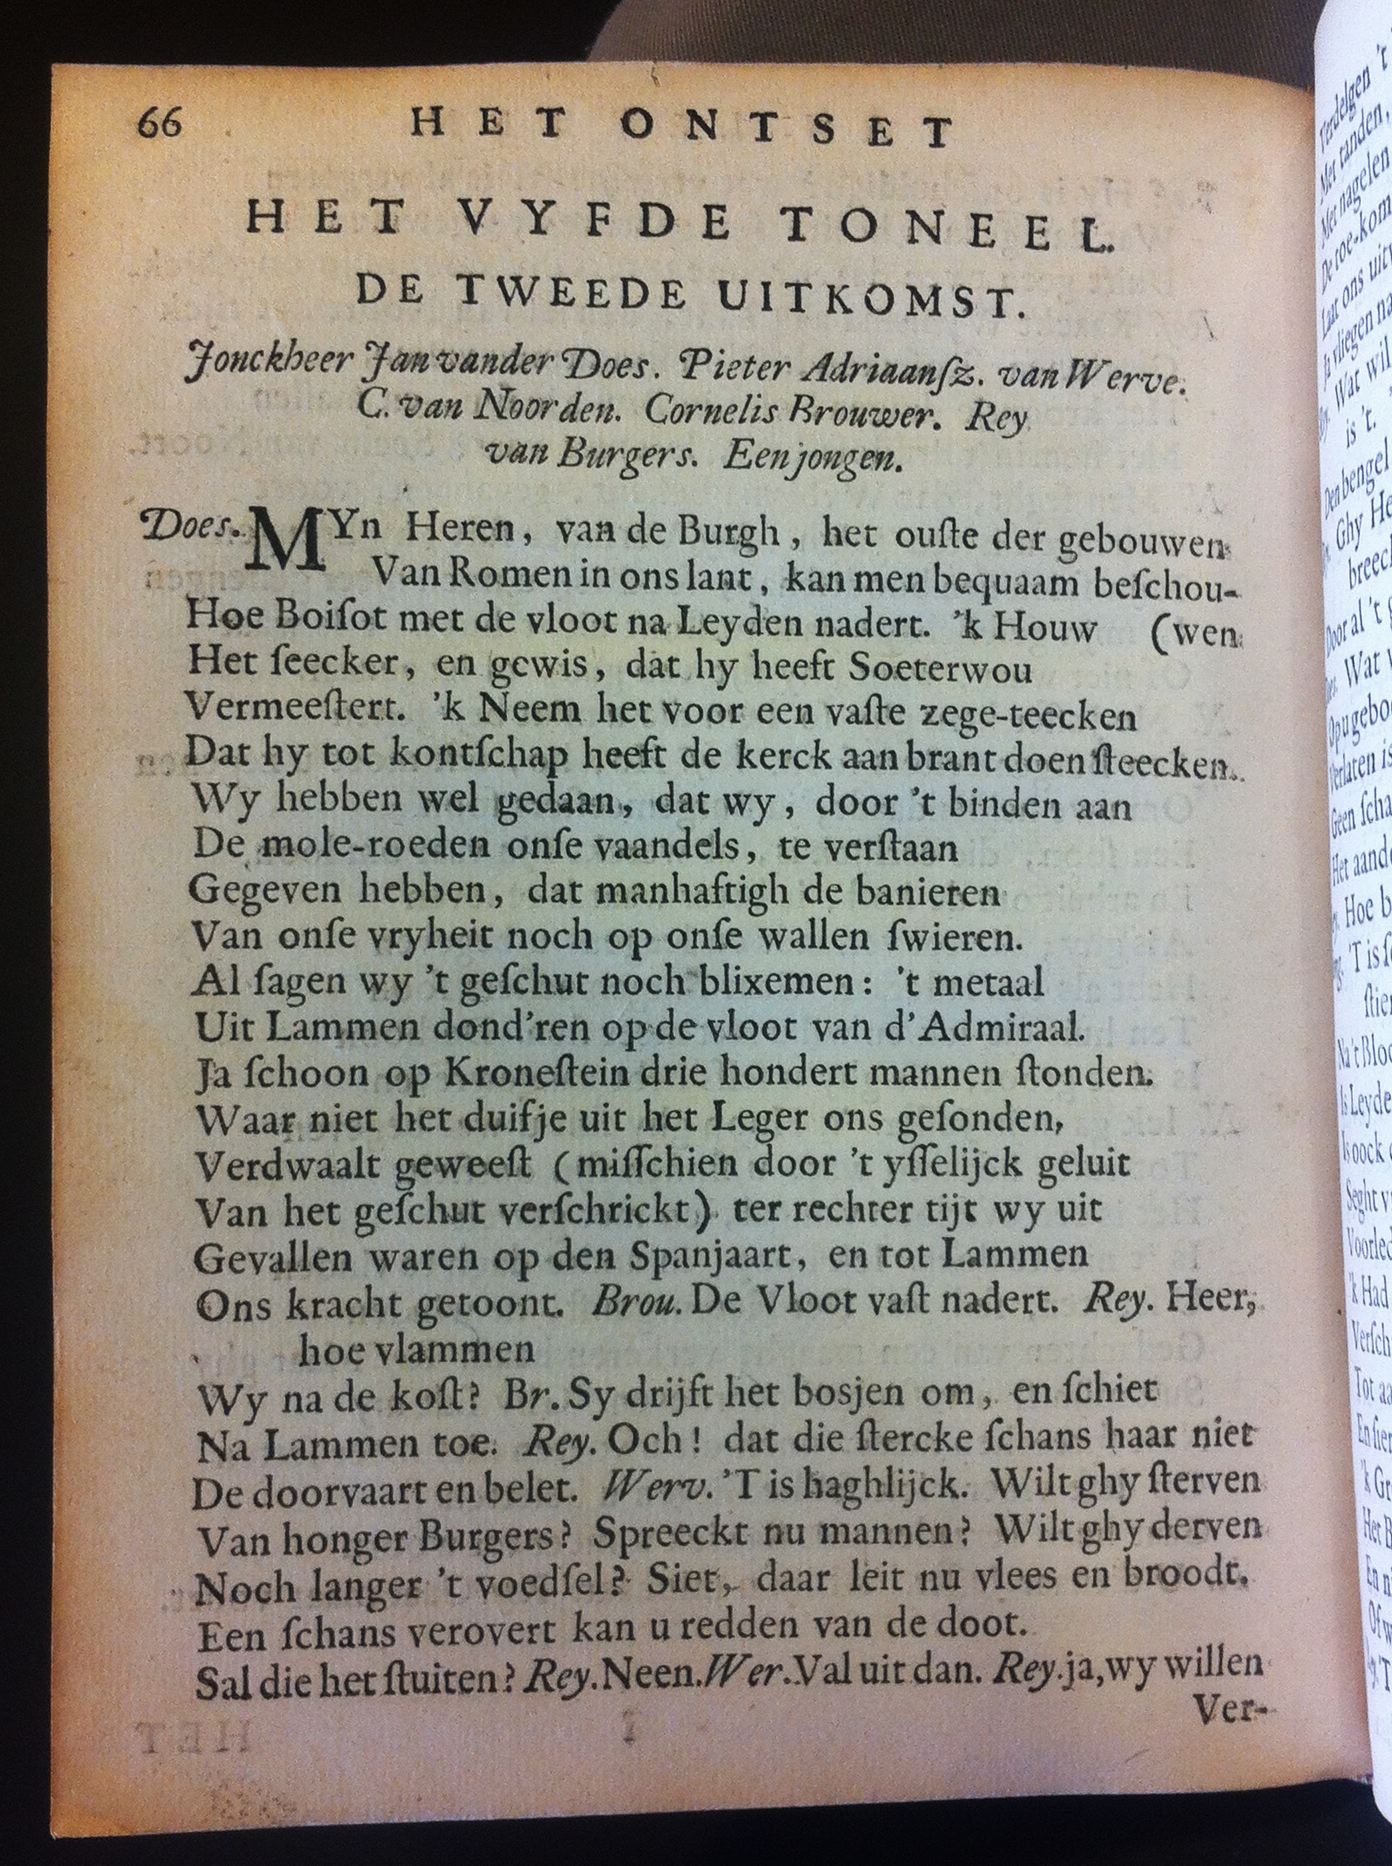 66 HET ONTSET
HET VYFDE TONEEL.
DE TWEEDE UITKOMST.
Jonckheer Jan vander Does. Pieter Adriaanſz. van Werve.
C. van Noorden. Cornelis Brouwer. Rey
van Burgers. Een jongen.
Does. MYn Heren, van de Burgh, het ouſte der gebouwen
Van Romen in ons lant, kan men bequaam beſchou-
Hoe Boiſot met de vloot na Leyden nadert. 'k Houw (wen
Het ſeecker, en gewis, dat hy heeft Soeterwou
Vermeeſtert. 'k Neem het voor een vaſte zege-teecken
Dat hy tot kontſchap heeft de kerck aan brant doen ſteecken.
Wy hebben wel gedaan, dat wy, door 't binden aan
De mole-roeden onſe vaandels, te verſtaan
Gegeven hebben, dat manhaftigh de banieren
Van onſe vryheit noch op onſe wallen ſwieren.
Al ſagen wy 't geſchut noch blixemen: 't metaal
Uit Lammen dond'ren op de vloot van d'Admiraal.
Ja ſchoon op Kroneſtein drie hondert mannen ſtonden.
Waar niet het duifje uit het Leger ons geſonden,
Verdwaalt geweeſt (miſſchien door 't yſſelijck geluit
Van het geſchut verſchrickt) ter rechter tijt wy uit
Gevallen waren op den Spanjaart, en tot Lammen
Ons kracht getoont. Brou. De Vloot vaſt nadert. Rey. Heer,
hoe vlammen
Wy na de koſt? Br. Sy drijft het bosjen om, en ſchiet
Na Lammen toe. Rey. Och! dat die ſtercke ſchans haar niet
De doorvaart en belet. Werv. 'T is haghlijck. Wilt ghy ſterven
Van honger Burgers? Spreeckt nu mannen? Wilt ghy derven
Noch langer 't voedſel? Siet, daar leit nu vlees en broodt.
Een ſchans verovert kan u redden van de doot.
Sal die het ſtuiten? Rey. Neen. Wer. Val uit dan. Rey. ja, wy willen
Ver-